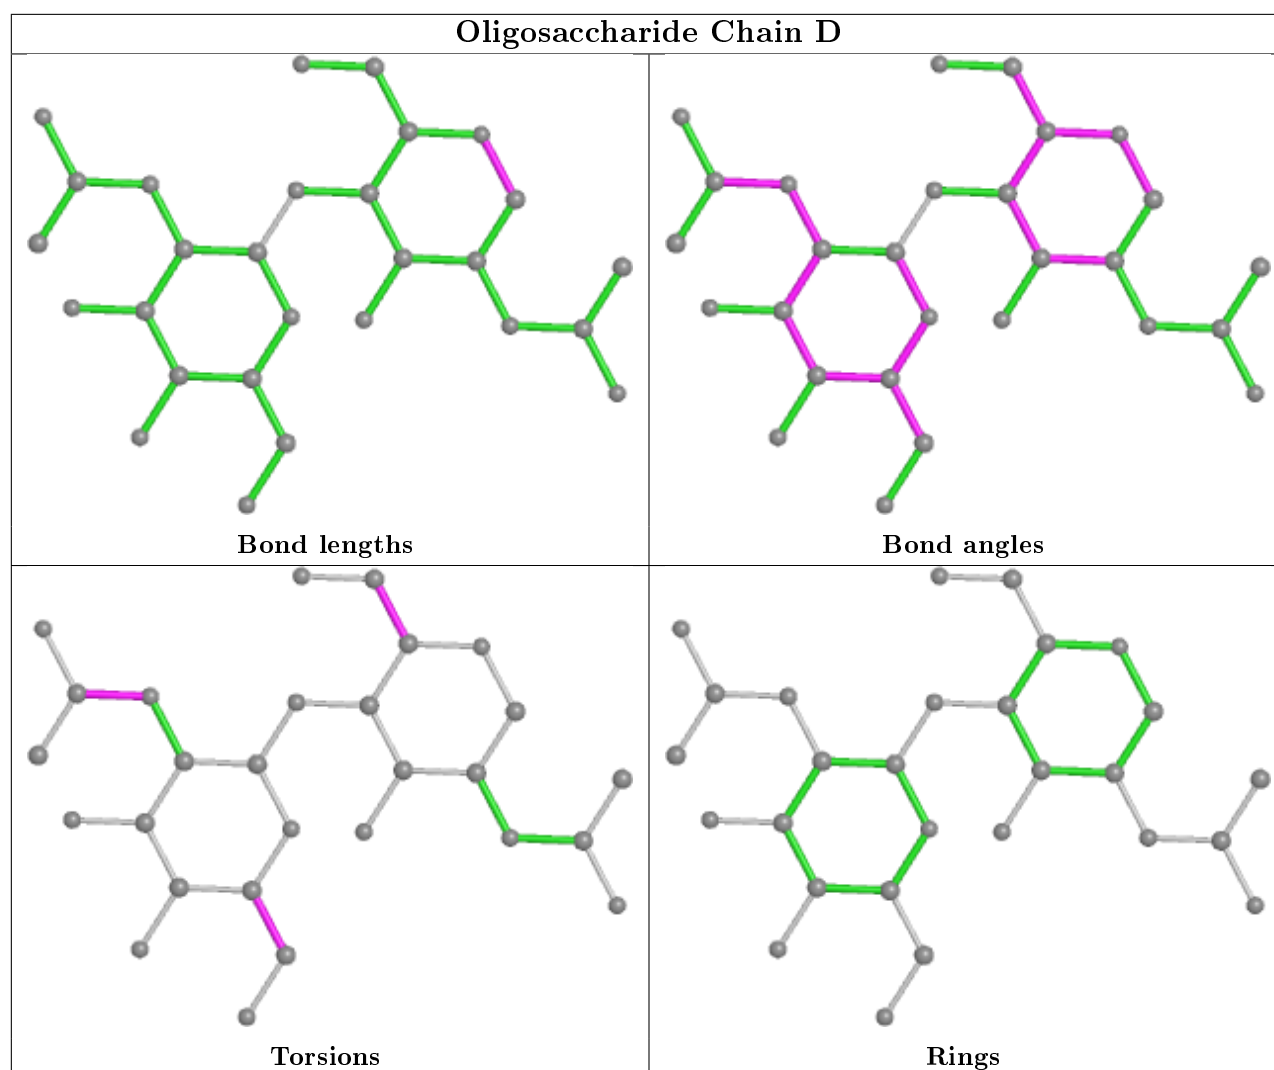 Oligosaccharide Chain D
Bond lengths
Bond angles
Torsions
Rings